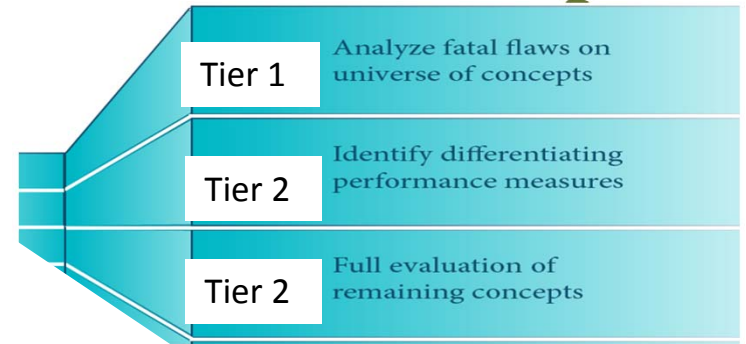 Tier 1
Analyze fatal flaws on
universe of concepts
Tier 2
Identify differentiating
performance measures
Tier 2
Full evaluation of
remaining concepts